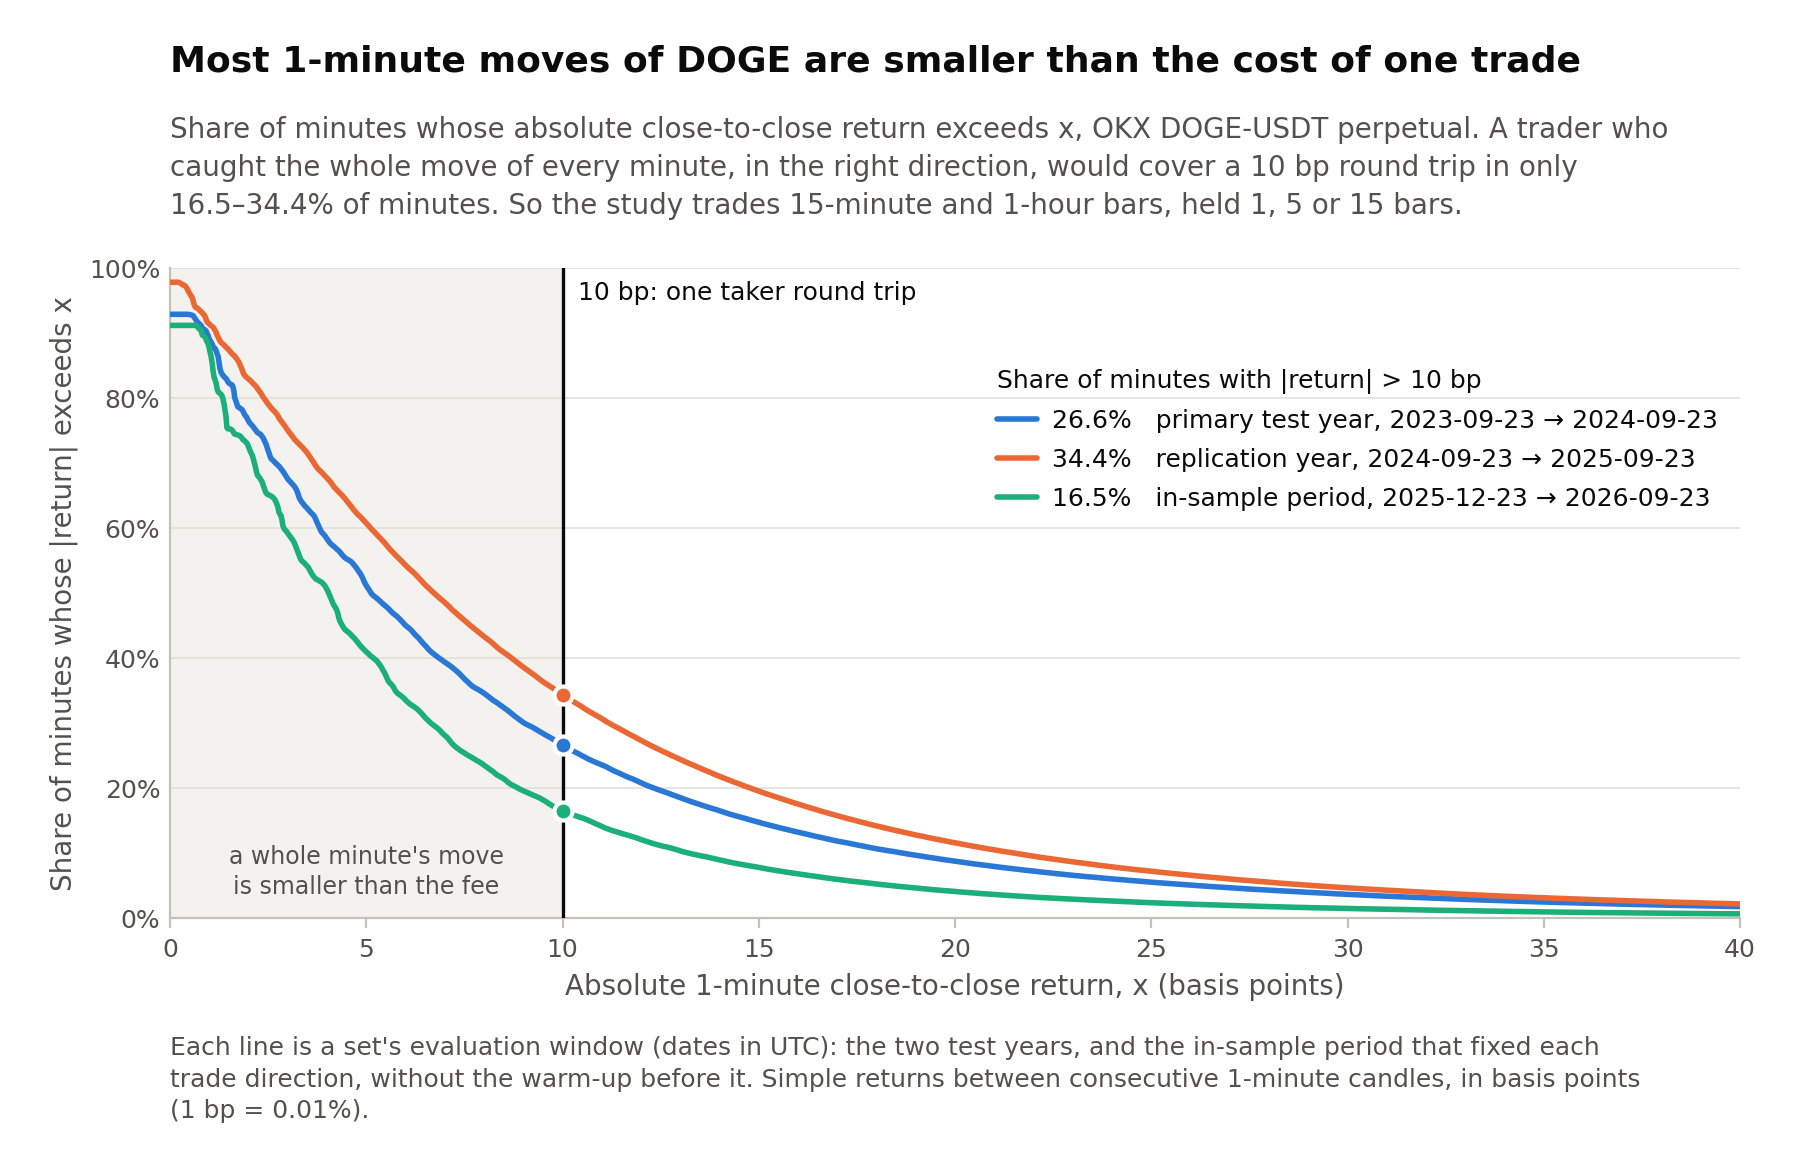 Most 1-minute moves of DOGE are smaller than the cost of one trade
Share of minutes whose absolute close-to-close return exceeds x, OKX DOGE-USDT perpetual. A trader who
caught the whole move of every minute, in the right direction, would cover a 10 bp round trip in only
16.5–34.4% of minutes. So the study trades 15-minute and 1-hour bars, held 1, 5 or 15 bars.
Share of minutes whose |return| exceeds x
100%
80%
60%
40%
20%
0%
10 bp: one taker round trip
Share of minutes with |return| > 10 bp
26.6% primary test year, 2023-09-23 → 2024-09-23
34.4% replication year, 2024-09-23 → 2025-09-23
16.5% in-sample period, 2025-12-23 → 2026-09-23
a whole minute's move
is smaller than the fee
0 5 10 15 20 25 30 35 40
Absolute 1-minute close-to-close return, x (basis points)
Each line is a set's evaluation window (dates in UTC): the two test years, and the in-sample period that fixed each
trade direction, without the warm-up before it. Simple returns between consecutive 1-minute candles, in basis points
(1 bp = 0.01%).